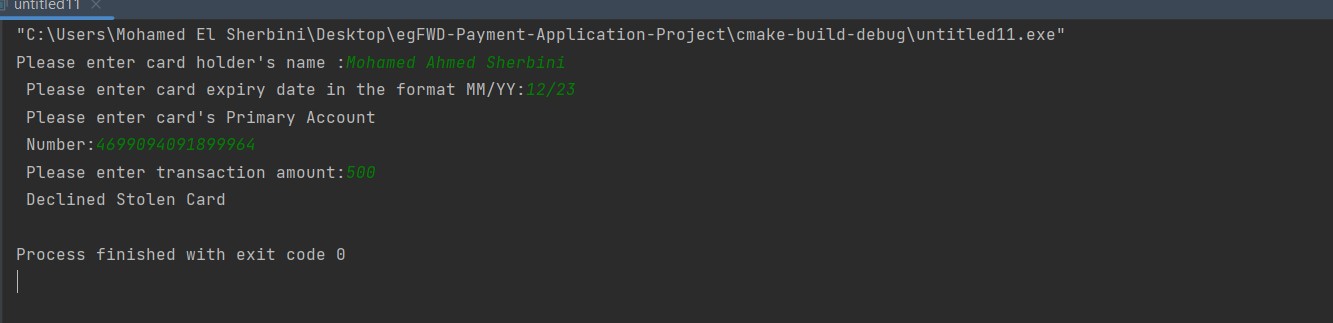 untitled11
"C:\Users\Mohamed El Sherbini\Desktop\egFWD-Payment-Application-Project\cmake-build-debug\untitled11.exe"
Please enter card holder's name :Mohamed Ahmed Sherbini
Please enter card expiry date in the format MM/YY:12/23
Please enter card's Primary Account
Number:4699094091899964
Please enter transaction amount:500
Declined Stolen Card
Process finished with exit code 0